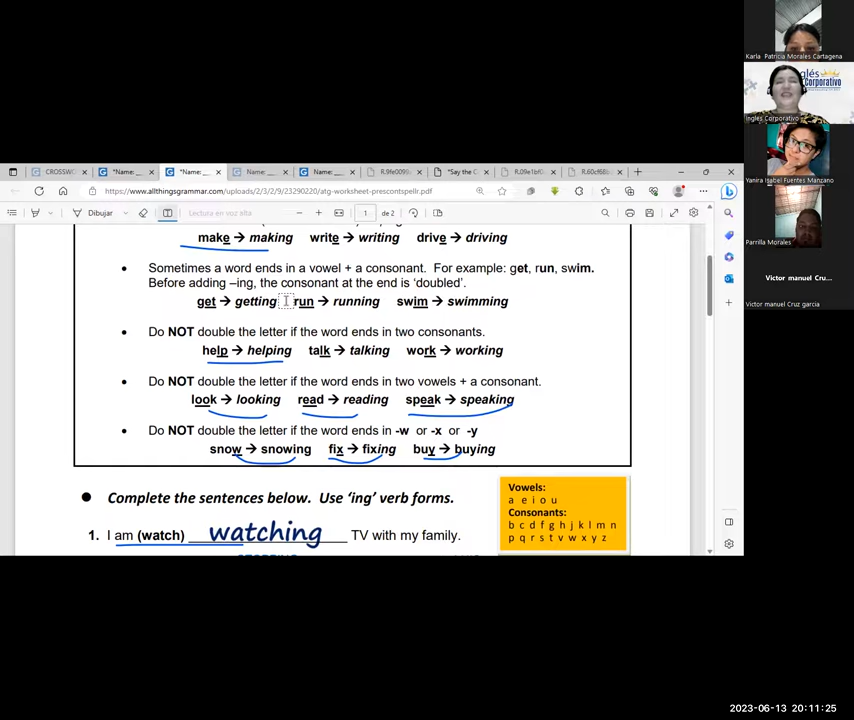 Karla Patricia Morales Cartagena
Inglés
Corporativo
Ingles Corporativo
Yanira Isabel Fuentes Manzano
Parrilla Morales
Victor manuel Cru...
Victor manuel Cruz garcia
CROSSWO
*Name: __
*Name: __
Name: __
*Name: __
R.9fe0099
*Say the C
R.09e1bf0
R.60cf68b
https://www.allthingsgrammar.com/uploads/2/3/2/9/23290220/atg-worksheet-prescontspellr.pdf
Dibujar
Lectura en voz alta
1 de 2
make → making write → writing drive → driving
• Sometimes a word ends in a vowel + a consonant. For example: get, run, swim.
Before adding –ing, the consonant at the end is ‘doubled’.
get → getting run → running swim → swimming
• Do NOT double the letter if the word ends in two consonants.
help → helping talk → talking work → working
• Do NOT double the letter if the word ends in two vowels + a consonant.
look → looking read → reading speak → speaking
• Do NOT double the letter if the word ends in -w or -x or -y
snow → snowing fix → fixing buy → buying
● Complete the sentences below. Use ‘ing’ verb forms.
Vowels:
a e i o u
Consonants:
b c d f g h j k l m n
p q r s t v w x y z
1. I am (watch) watching TV with my family.
2023-06-13 20:11:25